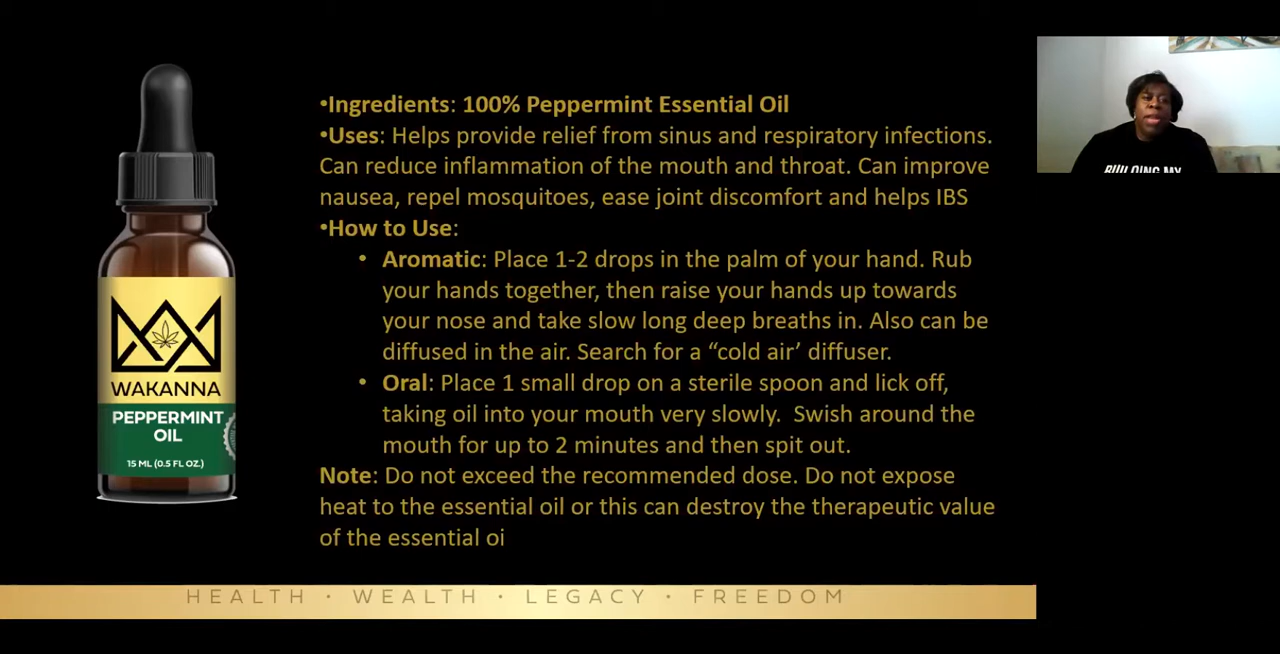 •Ingredients: 100% Peppermint Essential Oil
•Uses: Helps provide relief from sinus and respiratory infections.
Can reduce inflammation of the mouth and throat. Can improve
nausea, repel mosquitoes, ease joint discomfort and helps IBS
•How to Use:
• Aromatic: Place 1-2 drops in the palm of your hand. Rub
your hands together, then raise your hands up towards
your nose and take slow long deep breaths in. Also can be
diffused in the air. Search for a “cold air’ diffuser.
• Oral: Place 1 small drop on a sterile spoon and lick off,
taking oil into your mouth very slowly.  Swish around the
mouth for up to 2 minutes and then spit out.
Note: Do not exceed the recommended dose. Do not expose
heat to the essential oil or this can destroy the therapeutic value
of the essential oi
WAKANNA
PEPPERMINT
OIL
15 ML (0.5 FL OZ.)
BUILDING MY
HEALTH • WEALTH • LEGACY • FREEDOM